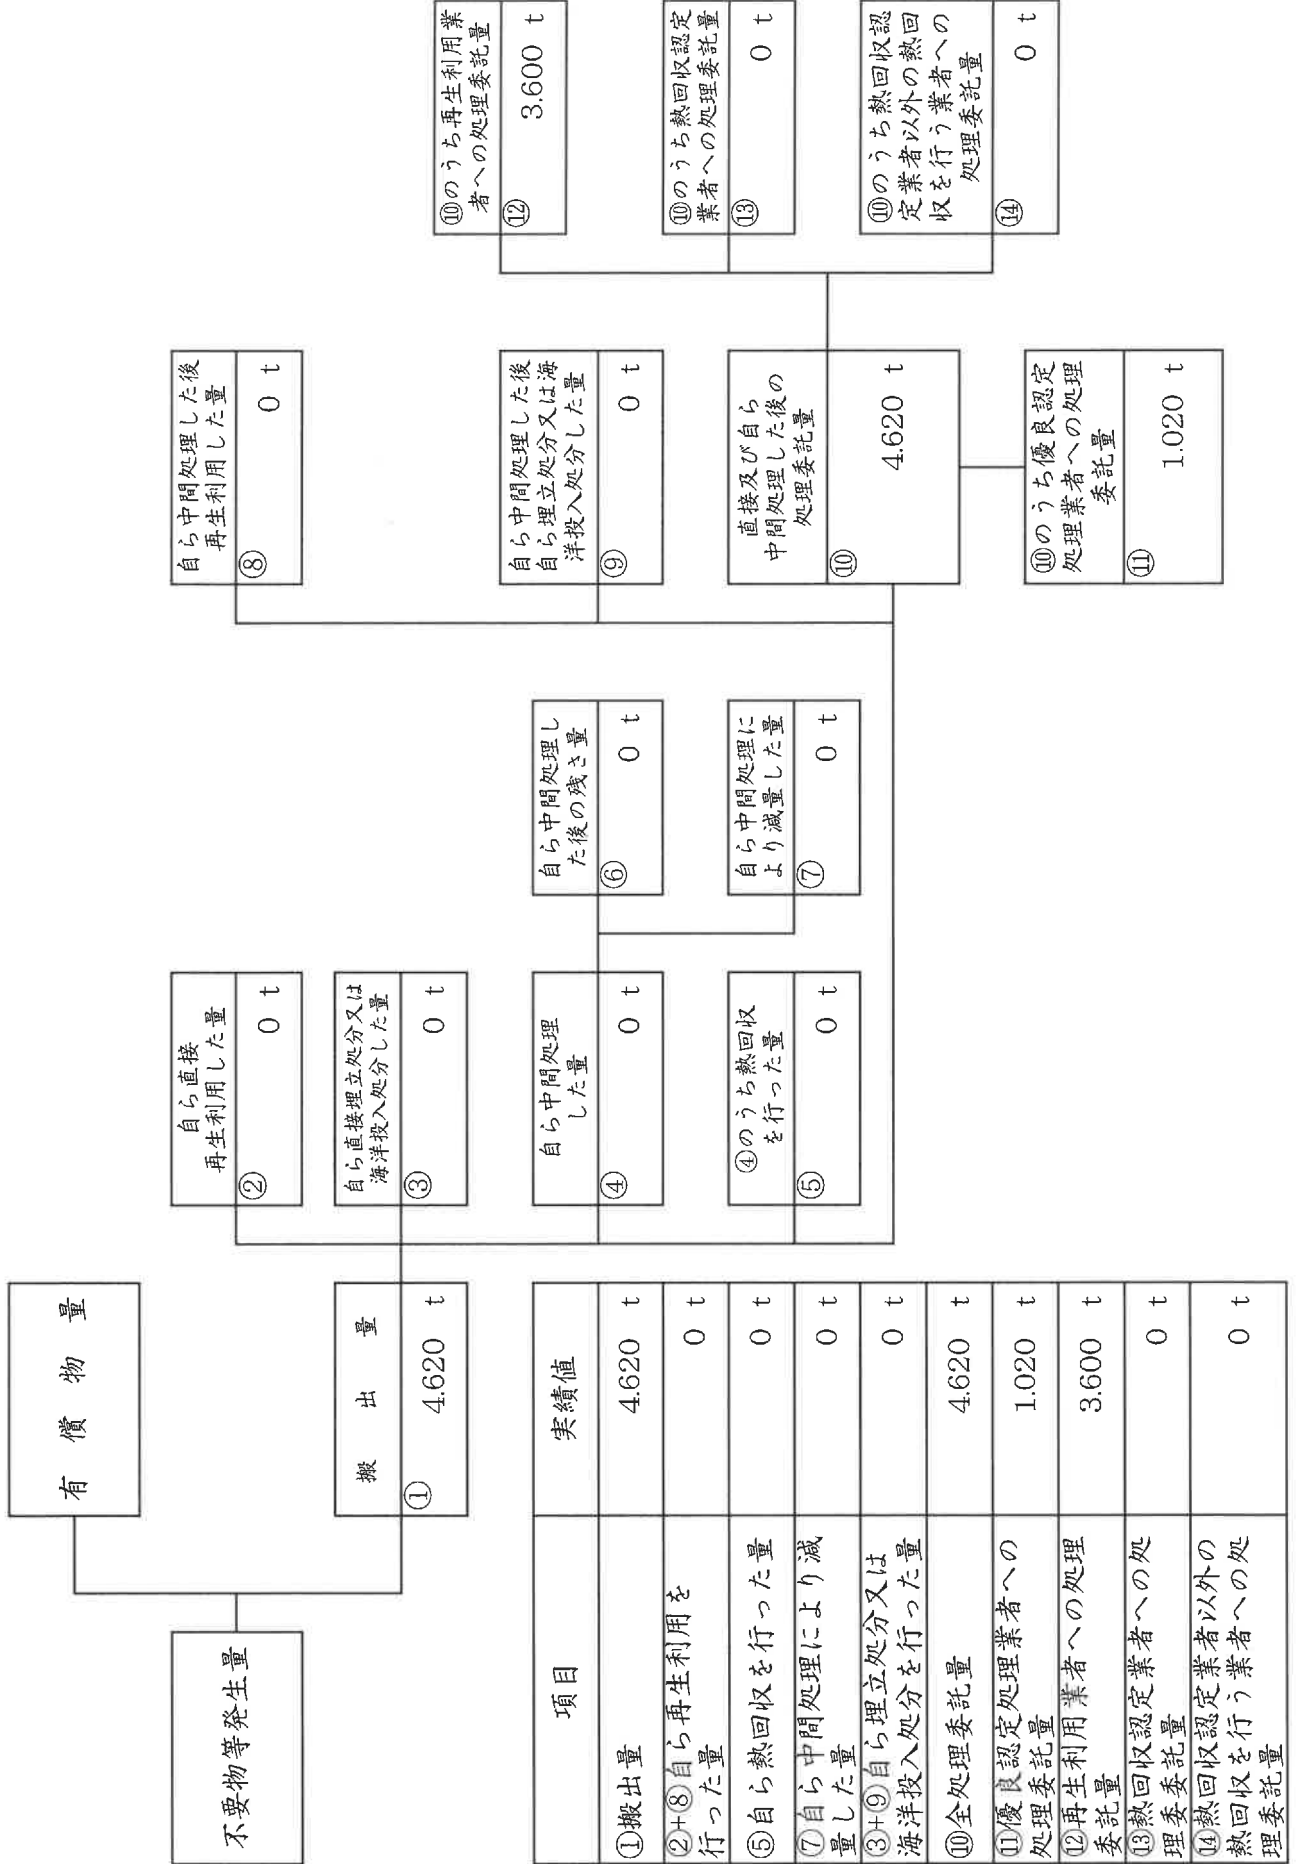 不要物等発生量
有償物量
搬出量
① 4.620 t
自ら直接
再生利用した量
② 0 t
自ら直接埋立処分又は
海洋投入処分した量
③ 0 t
自ら中間処理
した量
④ 0 t
④のうち熱回収
を行った量
⑤ 0 t
自ら中間処理し
た後の残さ量
⑥ 0 t
自ら中間処理に
より減量した量
⑦ 0 t
自ら中間処理した後
再生利用した量
⑧ 0 t
自ら中間処理した後
自ら埋立処分又は海
洋投入処分した量
⑨ 0 t
直接及び自ら
中間処理した後の
処理委託量
⑩ 4.620 t
⑩のうち優良認定
処理業者への処理
委託量
⑪ 1.020 t
⑩のうち再生利用業
者への処理委託量
⑫ 3.600 t
⑩のうち熱回収認定
業者への処理委託量
⑬ 0 t
⑩のうち熱回収認
定業者以外の熱回
収を行う業者への
処理委託量
⑭ 0 t
項目 実績値
①搬出量 4.620 t
②+⑧自ら再生利用を
行った量 0 t
⑤自ら熱回収を行った量 0 t
⑦自ら中間処理により減
量した量 0 t
③+⑨自ら埋立処分又は
海洋投入処分を行った量 0 t
⑩全処理委託量 4.620 t
⑪優良認定処理業者への
処理委託量 1.020 t
⑫再生利用業者への処理
委託量 3.600 t
⑬熱回収認定業者への処
理委委託量 0 t
⑭熱回収認定業者以外の
熱回収を行う業者への処
理委託量 0 t